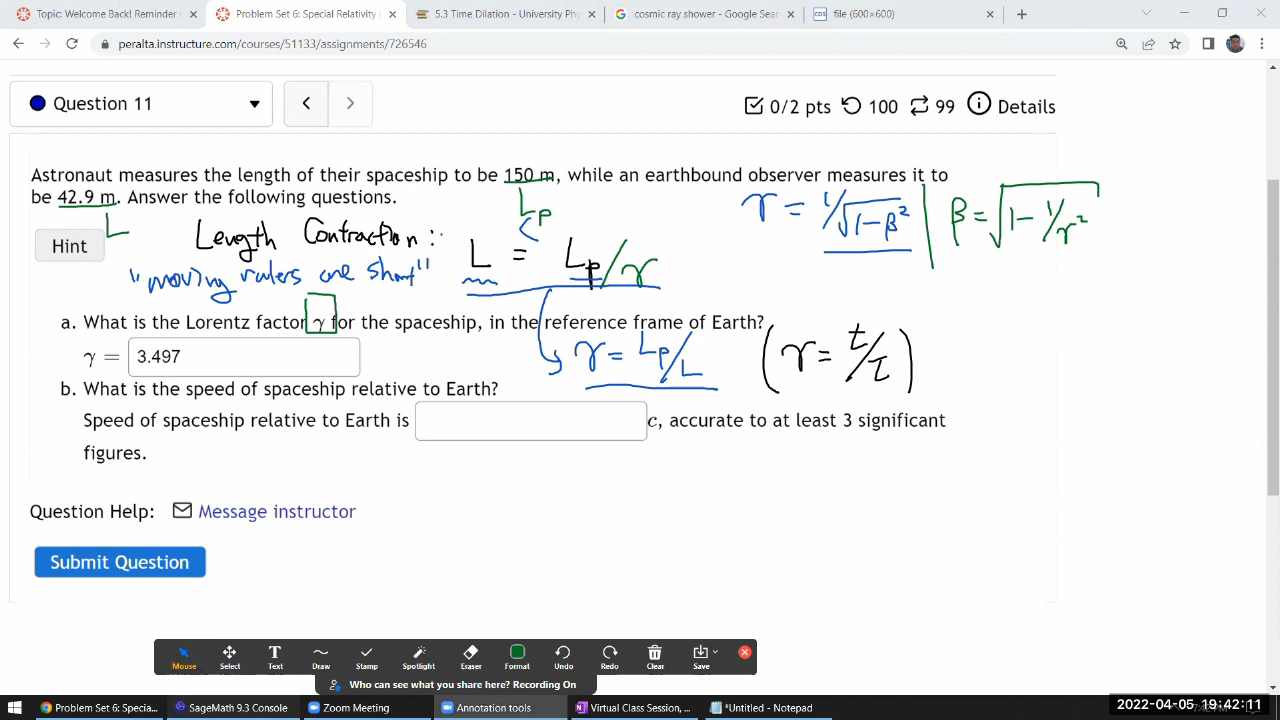 Topic: Welcome Back! Reminder
Problem Set 6: Special Relativity
5.3 Time Dilation - University Phy
cosmic ray shower - Google Sear
file (600×600)
peralta.instructure.com/courses/51133/assignments/726546
Question 11
0/2 pts 100 99 Details
Astronaut measures the length of their spaceship to be 150 m, while an earthbound observer measures it to
be 42.9 m. Answer the following questions.
L
Lp
γ = 1/√1-β²
β = √1 - 1/γ²
Hint
Length Contraction :
"moving rulers are short"
L = Lp/γ
a. What is the Lorentz factor γ for the spaceship, in the reference frame of Earth?
γ = 3.497
γ = Lp/L
(γ = t/τ)
b. What is the speed of spaceship relative to Earth?
Speed of spaceship relative to Earth is c, accurate to at least 3 significant
figures.
Question Help: Message instructor
Submit Question
Mouse Select Text Draw Stamp Spotlight Eraser Format Undo Redo Clear Save
Who can see what you share here? Recording On
Problem Set 6: Specia...
SageMath 9.3 Console
Zoom Meeting
Annotation tools
Virtual Class Session, ...
*Untitled - Notepad
2022-04-05 19:42:11